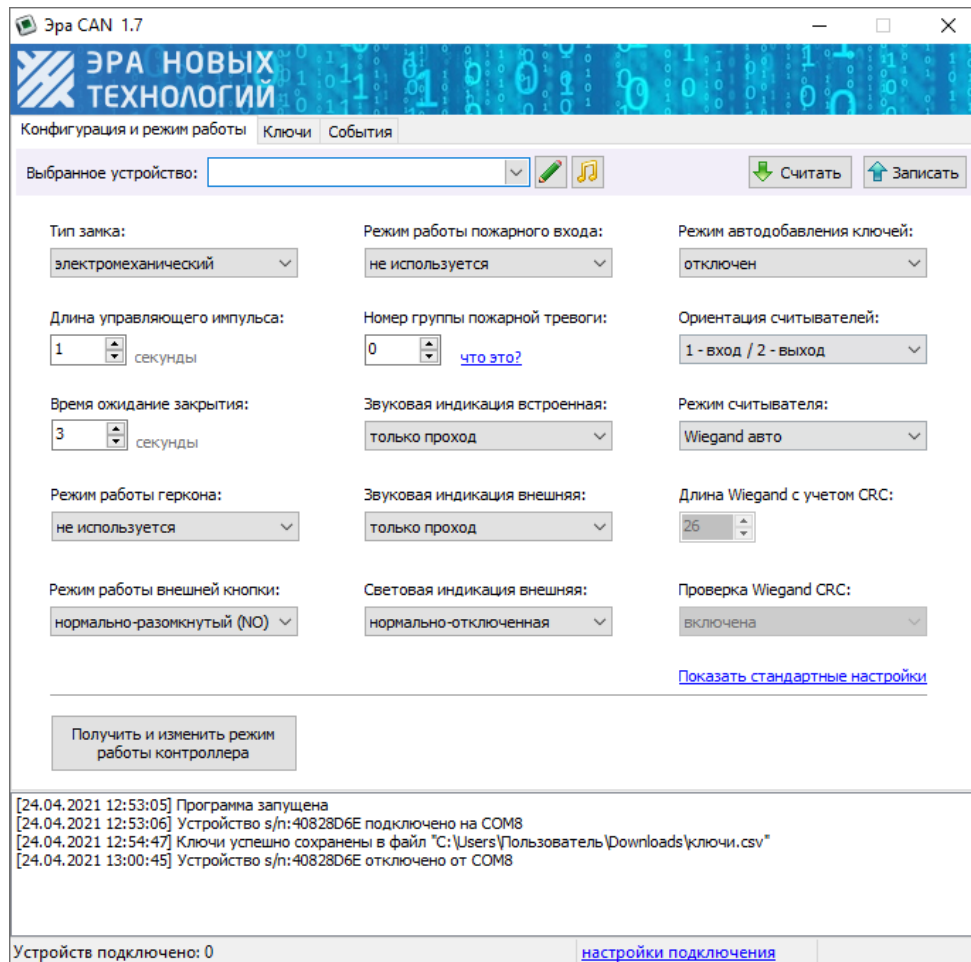 Эра CAN 1.7
ЭРА НОВЫХ
ТЕХНОЛОГИЙ
Конфигурация и режим работы Ключи События
Выбранное устройство: Считать Записать
Тип замка: Режим работы пожарного входа: Режим автодобавления ключей:
электромеханический не используется отключен
Длина управляющего импульса: Номер группы пожарной тревоги: Ориентация считывателей:
1 секунды 0 что это? 1 - вход / 2 - выход
Время ожидание закрытия: Звуковая индикация встроенная: Режим считывателя:
3 секунды только проход Wiegand авто
Режим работы геркона: Звуковая индикация внешняя: Длина Wiegand с учетом CRC:
не используется только проход 26
Режим работы внешней кнопки: Световая индикация внешняя: Проверка Wiegand CRC:
нормально-разомкнутый (NO) нормально-отключенная включена
Показать стандартные настройки
Получить и изменить режим
работы контроллера
[24.04.2021 12:53:05] Программа запущена
[24.04.2021 12:53:06] Устройство s/n:40828D6E подключено на COM8
[24.04.2021 12:54:47] Ключи успешно сохранены в файл "C:\Users\Пользователь\Downloads\ключи.csv"
[24.04.2021 13:00:45] Устройство s/n:40828D6E отключено от COM8
Устройств подключено: 0 настройки подключения